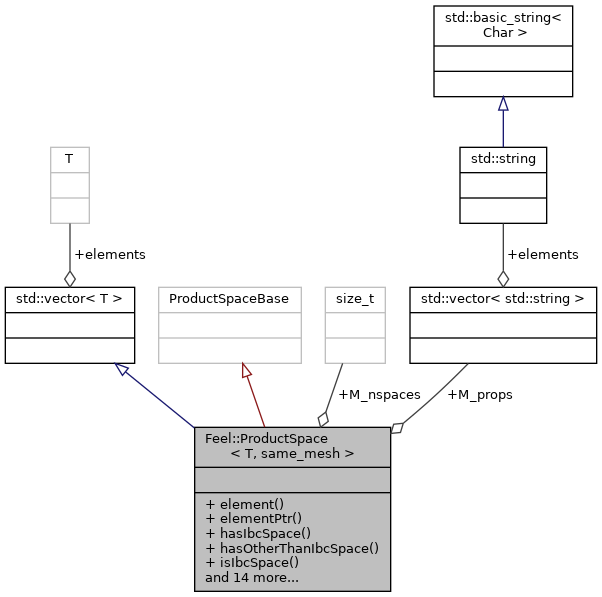 std::basic_string<
Char >
T
std::string
+elements
+elements
std::vector< T >
ProductSpaceBase
size_t
std::vector< std::string >
+M_nspaces
+M_props
Feel::ProductSpace
< T, same_mesh >
+ element()
+ elementPtr()
+ hasIbcSpace()
+ hasOtherThanIbcSpace()
+ isIbcSpace()
and 14 more...